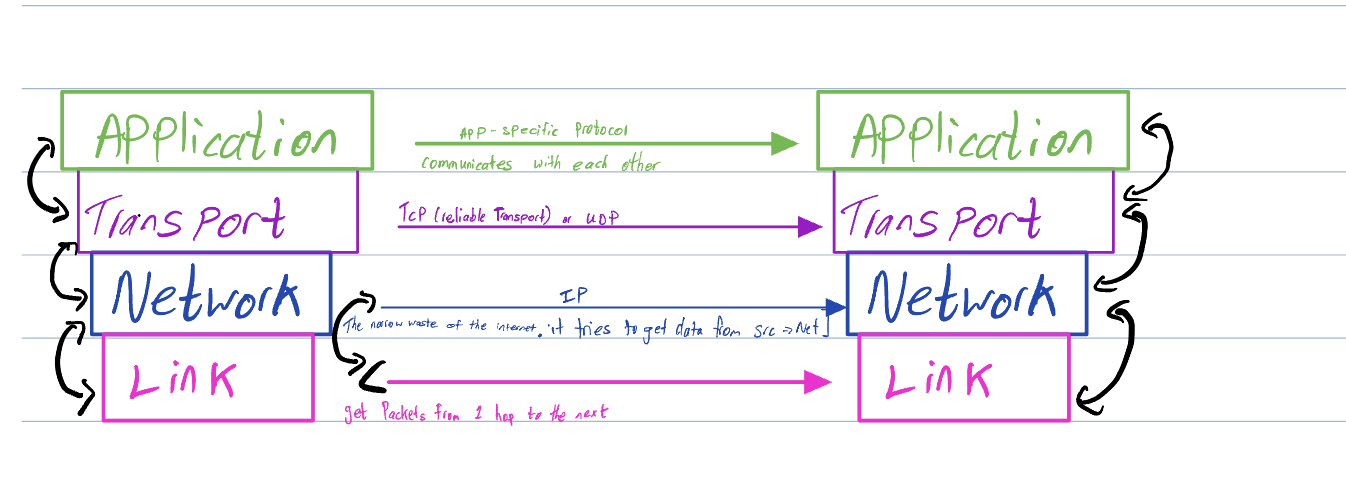 Application
APP-specific Protocol
communicates with each other
Application
Transport
TCP (reliable Transport) or UDP
Transport
Network
IP
The narrow waste of the internet. it tries to get data from src → Net
Network
Link
get Packets from 1 hop to the next
Link